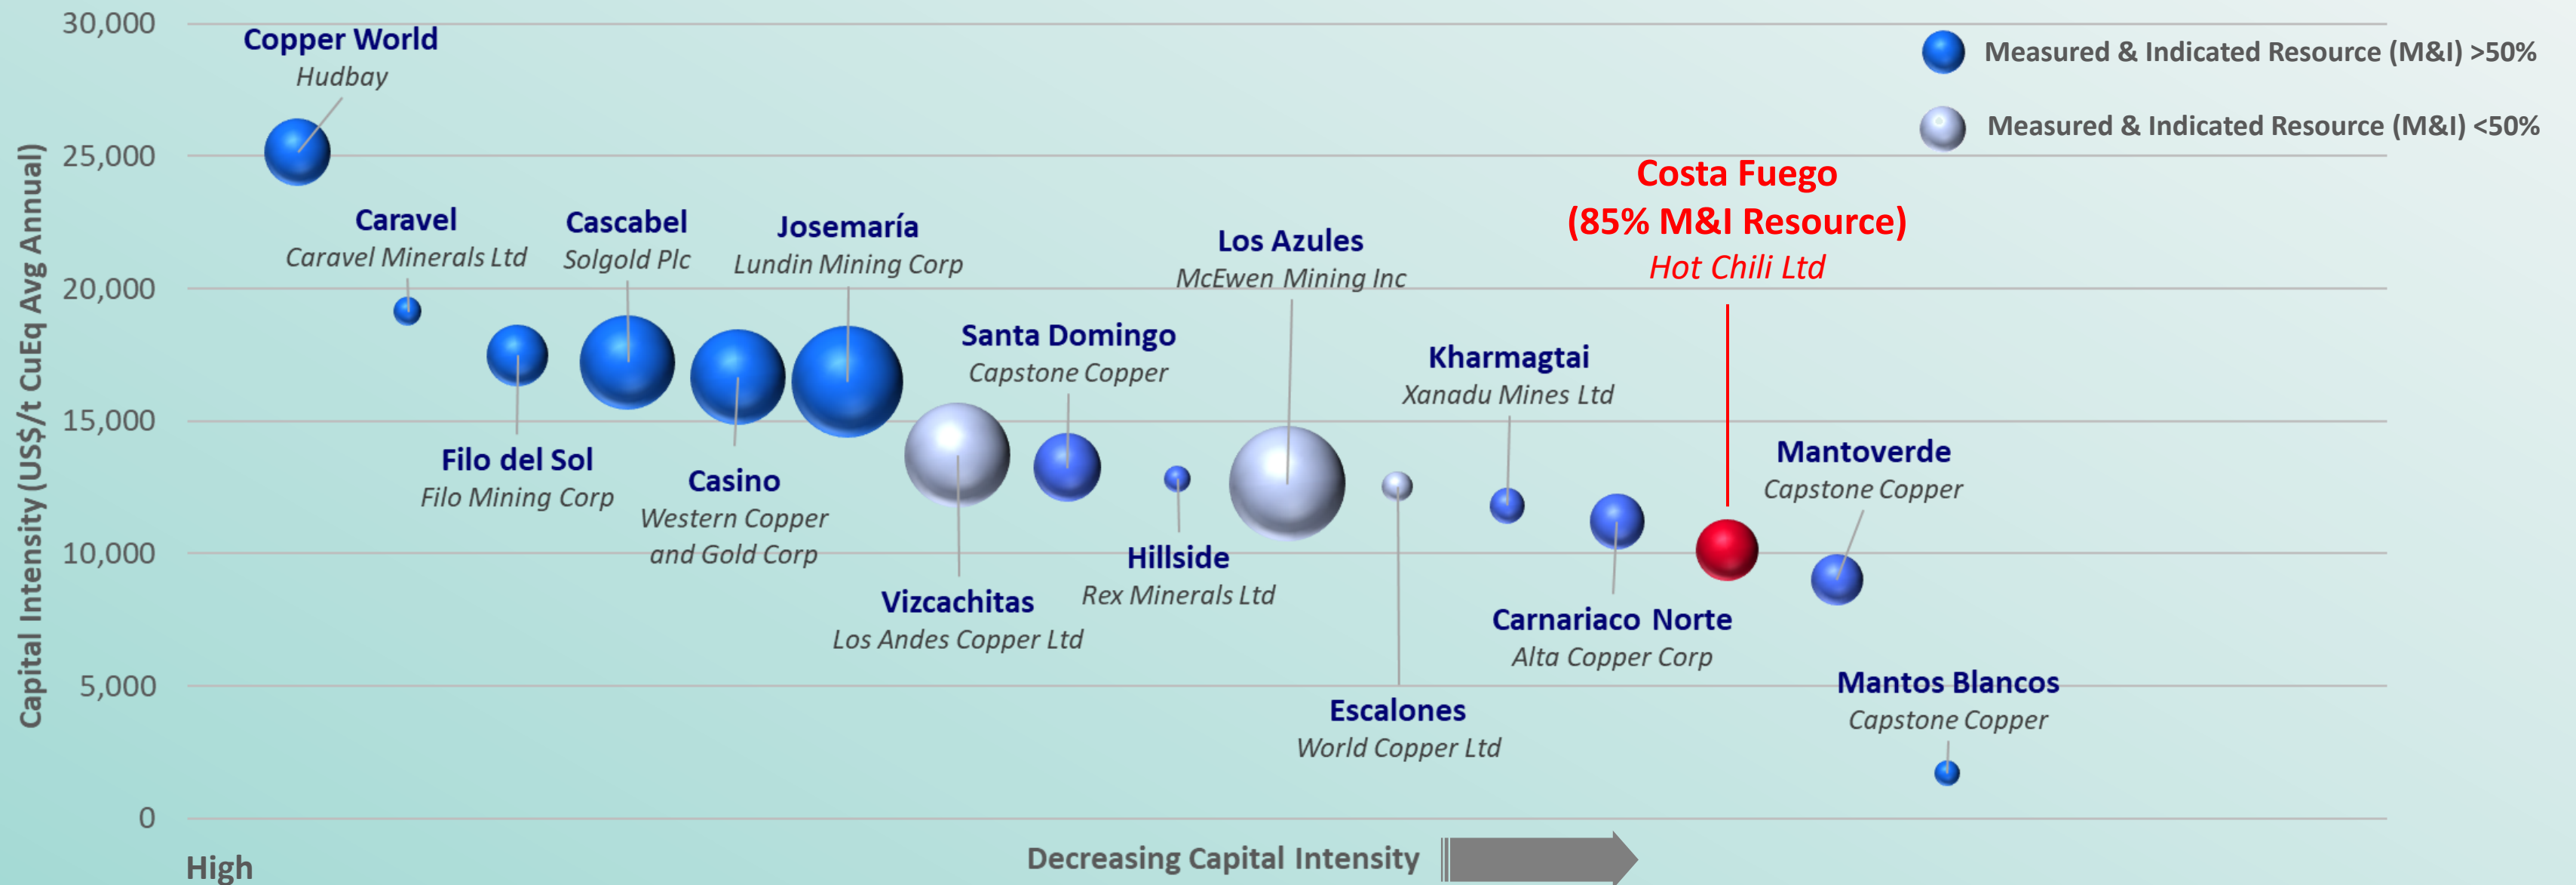 30,000
25,000
20,000
15,000
10,000
5,000
0
Capital Intensity (US$/t CuEq Avg Annual)
Measured & Indicated Resource (M&I) >50%
Measured & Indicated Resource (M&I) <50%
Copper World
Hudbay
Caravel
Caravel Minerals Ltd
Filo del Sol
Filo Mining Corp
Cascabel
Solgold Plc
Casino
Western Copper
and Gold Corp
Josemaría
Lundin Mining Corp
Vizcachitas
Los Andes Copper Ltd
Santa Domingo
Capstone Copper
Hillside
Rex Minerals Ltd
Los Azules
McEwen Mining Inc
Escalones
World Copper Ltd
Kharmagtai
Xanadu Mines Ltd
Carnariaco Norte
Alta Copper Corp
Costa Fuego
(85% M&I Resource)
Hot Chili Ltd
Mantoverde
Capstone Copper
Mantos Blancos
Capstone Copper
High
Decreasing Capital Intensity